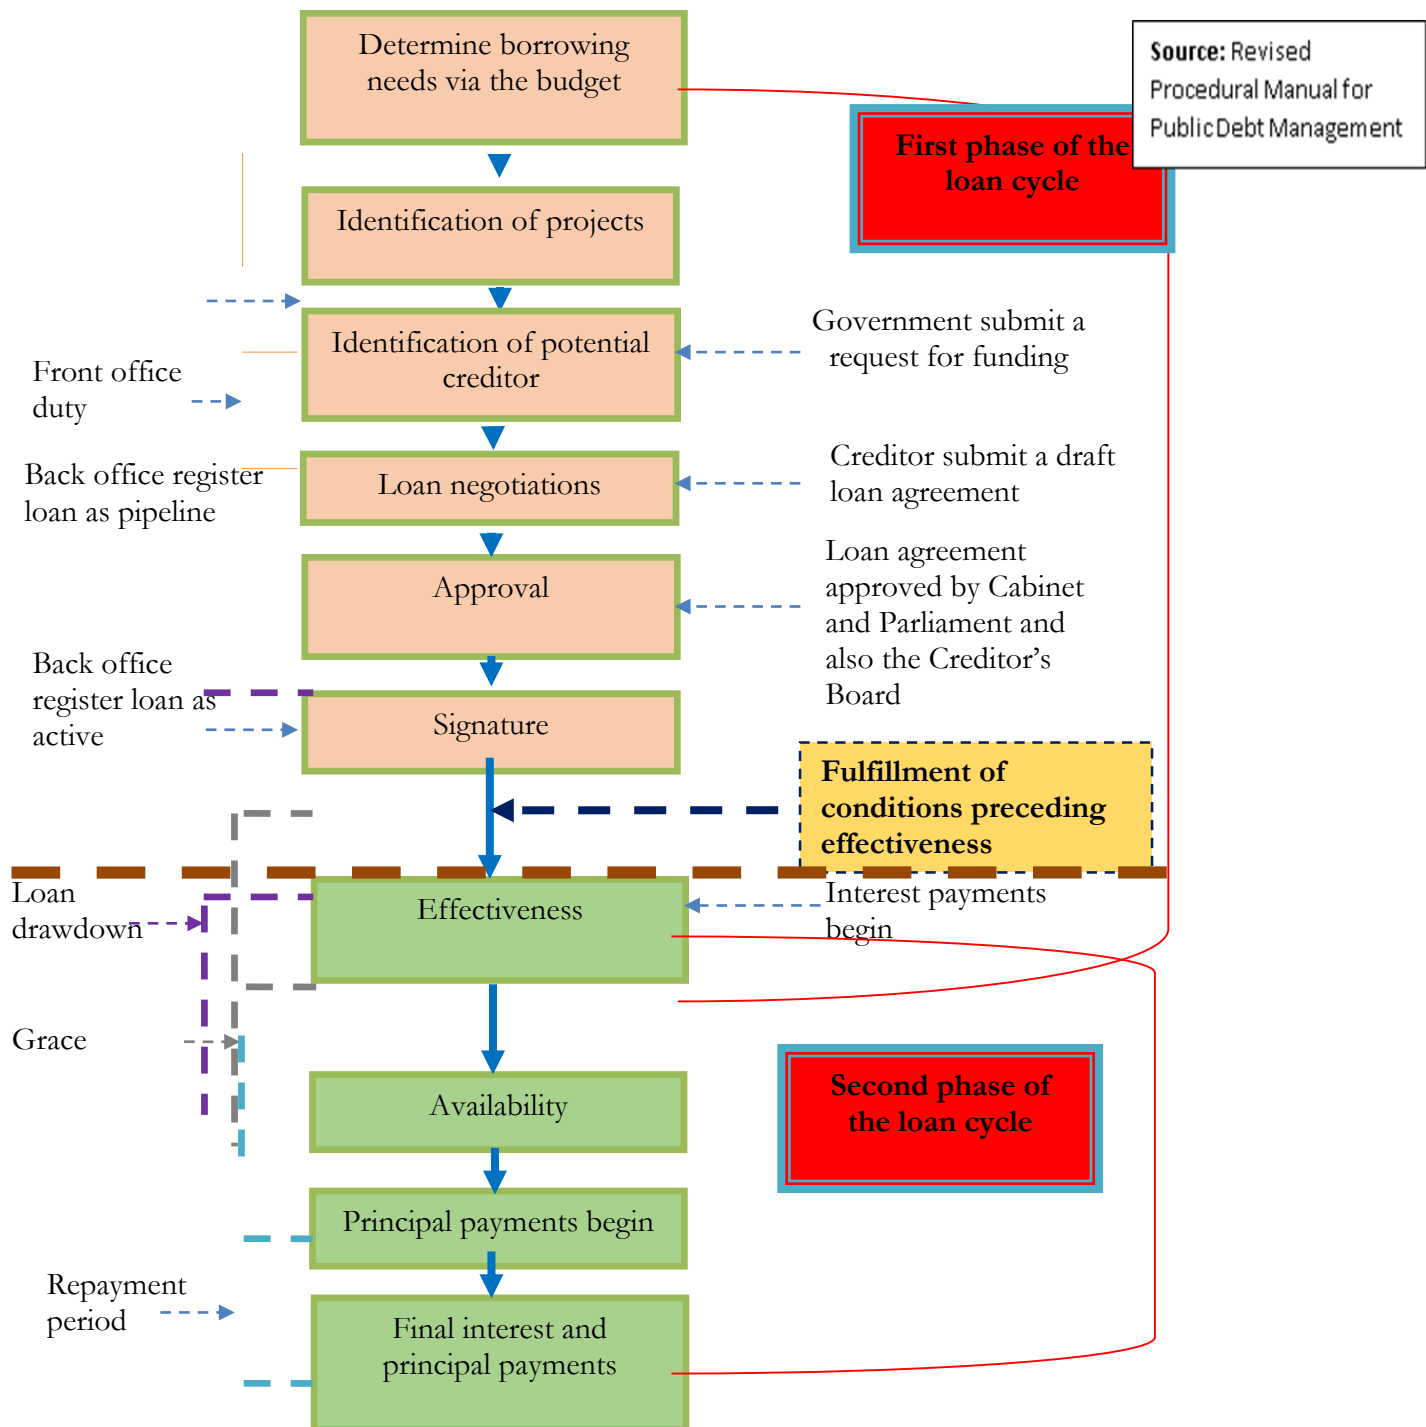 Determine borrowing
needs via the budget
Source: Revised
Procedural Manual for
Public Debt Management
First phase of the
loan cycle
Identification of projects
Identification of potential
creditor
Government submit a
request for funding
Front office
duty
Loan negotiations
Creditor submit a draft
loan agreement
Back office register
loan as pipeline
Approval
Loan agreement
approved by Cabinet
and Parliament and
also the Creditor’s
Board
Back office
register loan as
active
Signature
Fulfillment of
conditions preceding
effectiveness
Loan
drawdown
Effectiveness
Interest payments
begin
Grace
Availability
Second phase of
the loan cycle
Principal payments begin
Repayment
period
Final interest and
principal payments